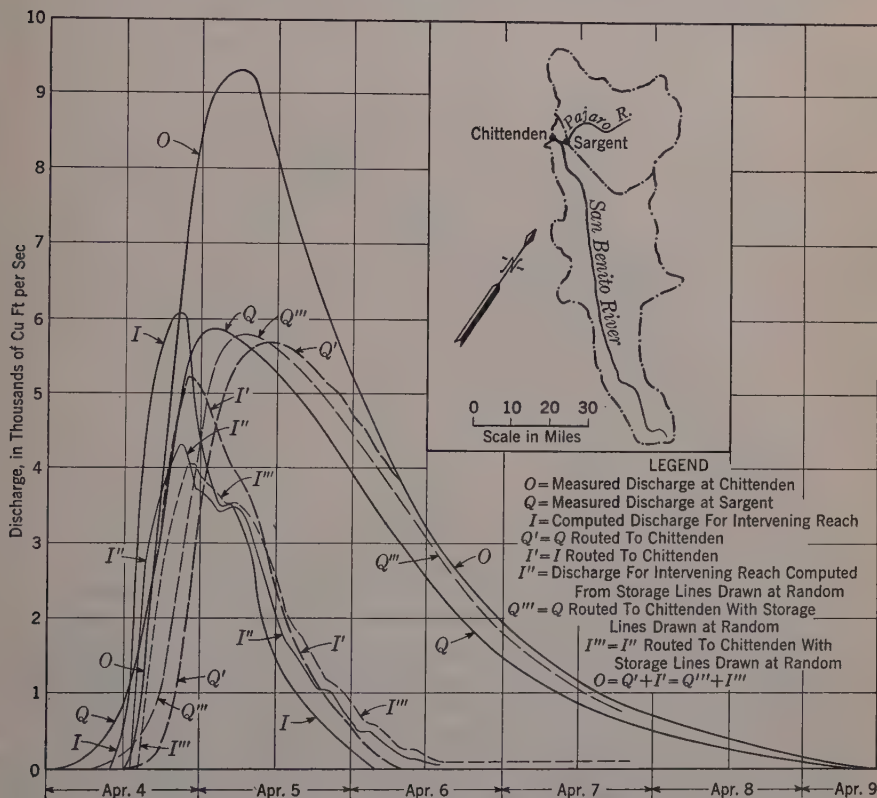 10
9
8
7
6
5
4
3
2
1
0
Discharge, in Thousands of Cu Ft per Sec
O
I
Q
Q'''
Q'
I'
I''
I'''
I''
Q'''
O
Q
I''
I'
O
Q'
Q'''
Q
I
I'''
I'''
I
Apr. 4
Apr. 5
Apr. 6
Apr. 7
Apr. 8
Apr. 9
Pajaro R.
Chittenden
Sargent
San Benito River
N
0 10 20 30
Scale in Miles
LEGEND
O = Measured Discharge at Chittenden
Q = Measured Discharge at Sargent
I = Computed Discharge For Intervening Reach
Q' = Q Routed To Chittenden
I' = I Routed To Chittenden
I'' = Discharge For Intervening Reach Computed
From Storage Lines Drawn at Random
Q''' = Q Routed To Chittenden With Storage
Lines Drawn at Random
I''' = I'' Routed To Chittenden With
Storage Lines Drawn at Random
O = Q' + I' = Q''' + I'''